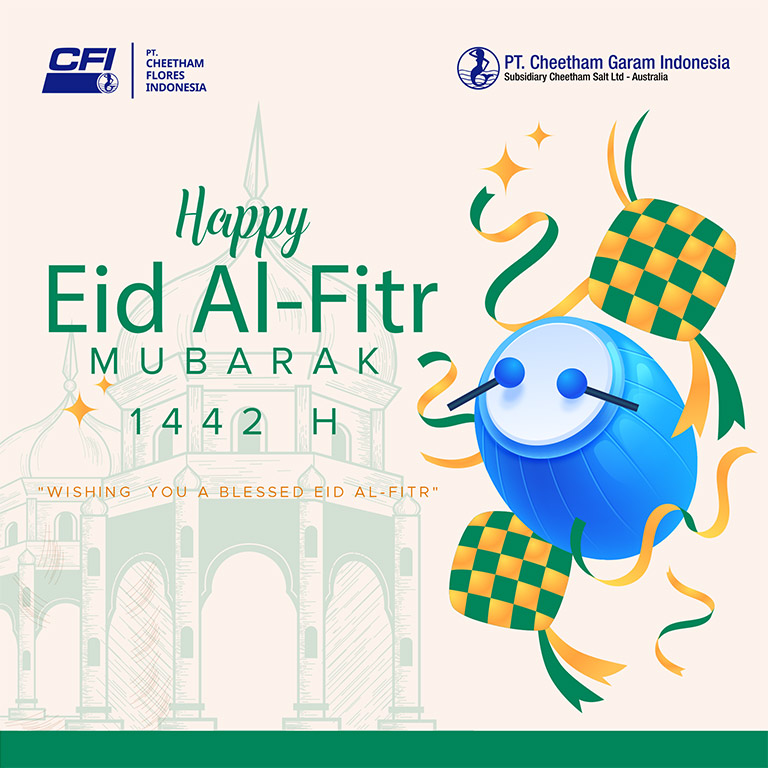 CFI
PT.
CHEETHAM
FLORES
INDONESIA
PT. Cheetham Garam Indonesia
Subsidiary Cheetham Salt Ltd - Australia
Happy
Eid Al-Fitr
MUBARAK
1442 H
"WISHING YOU A BLESSED EID AL-FITR"